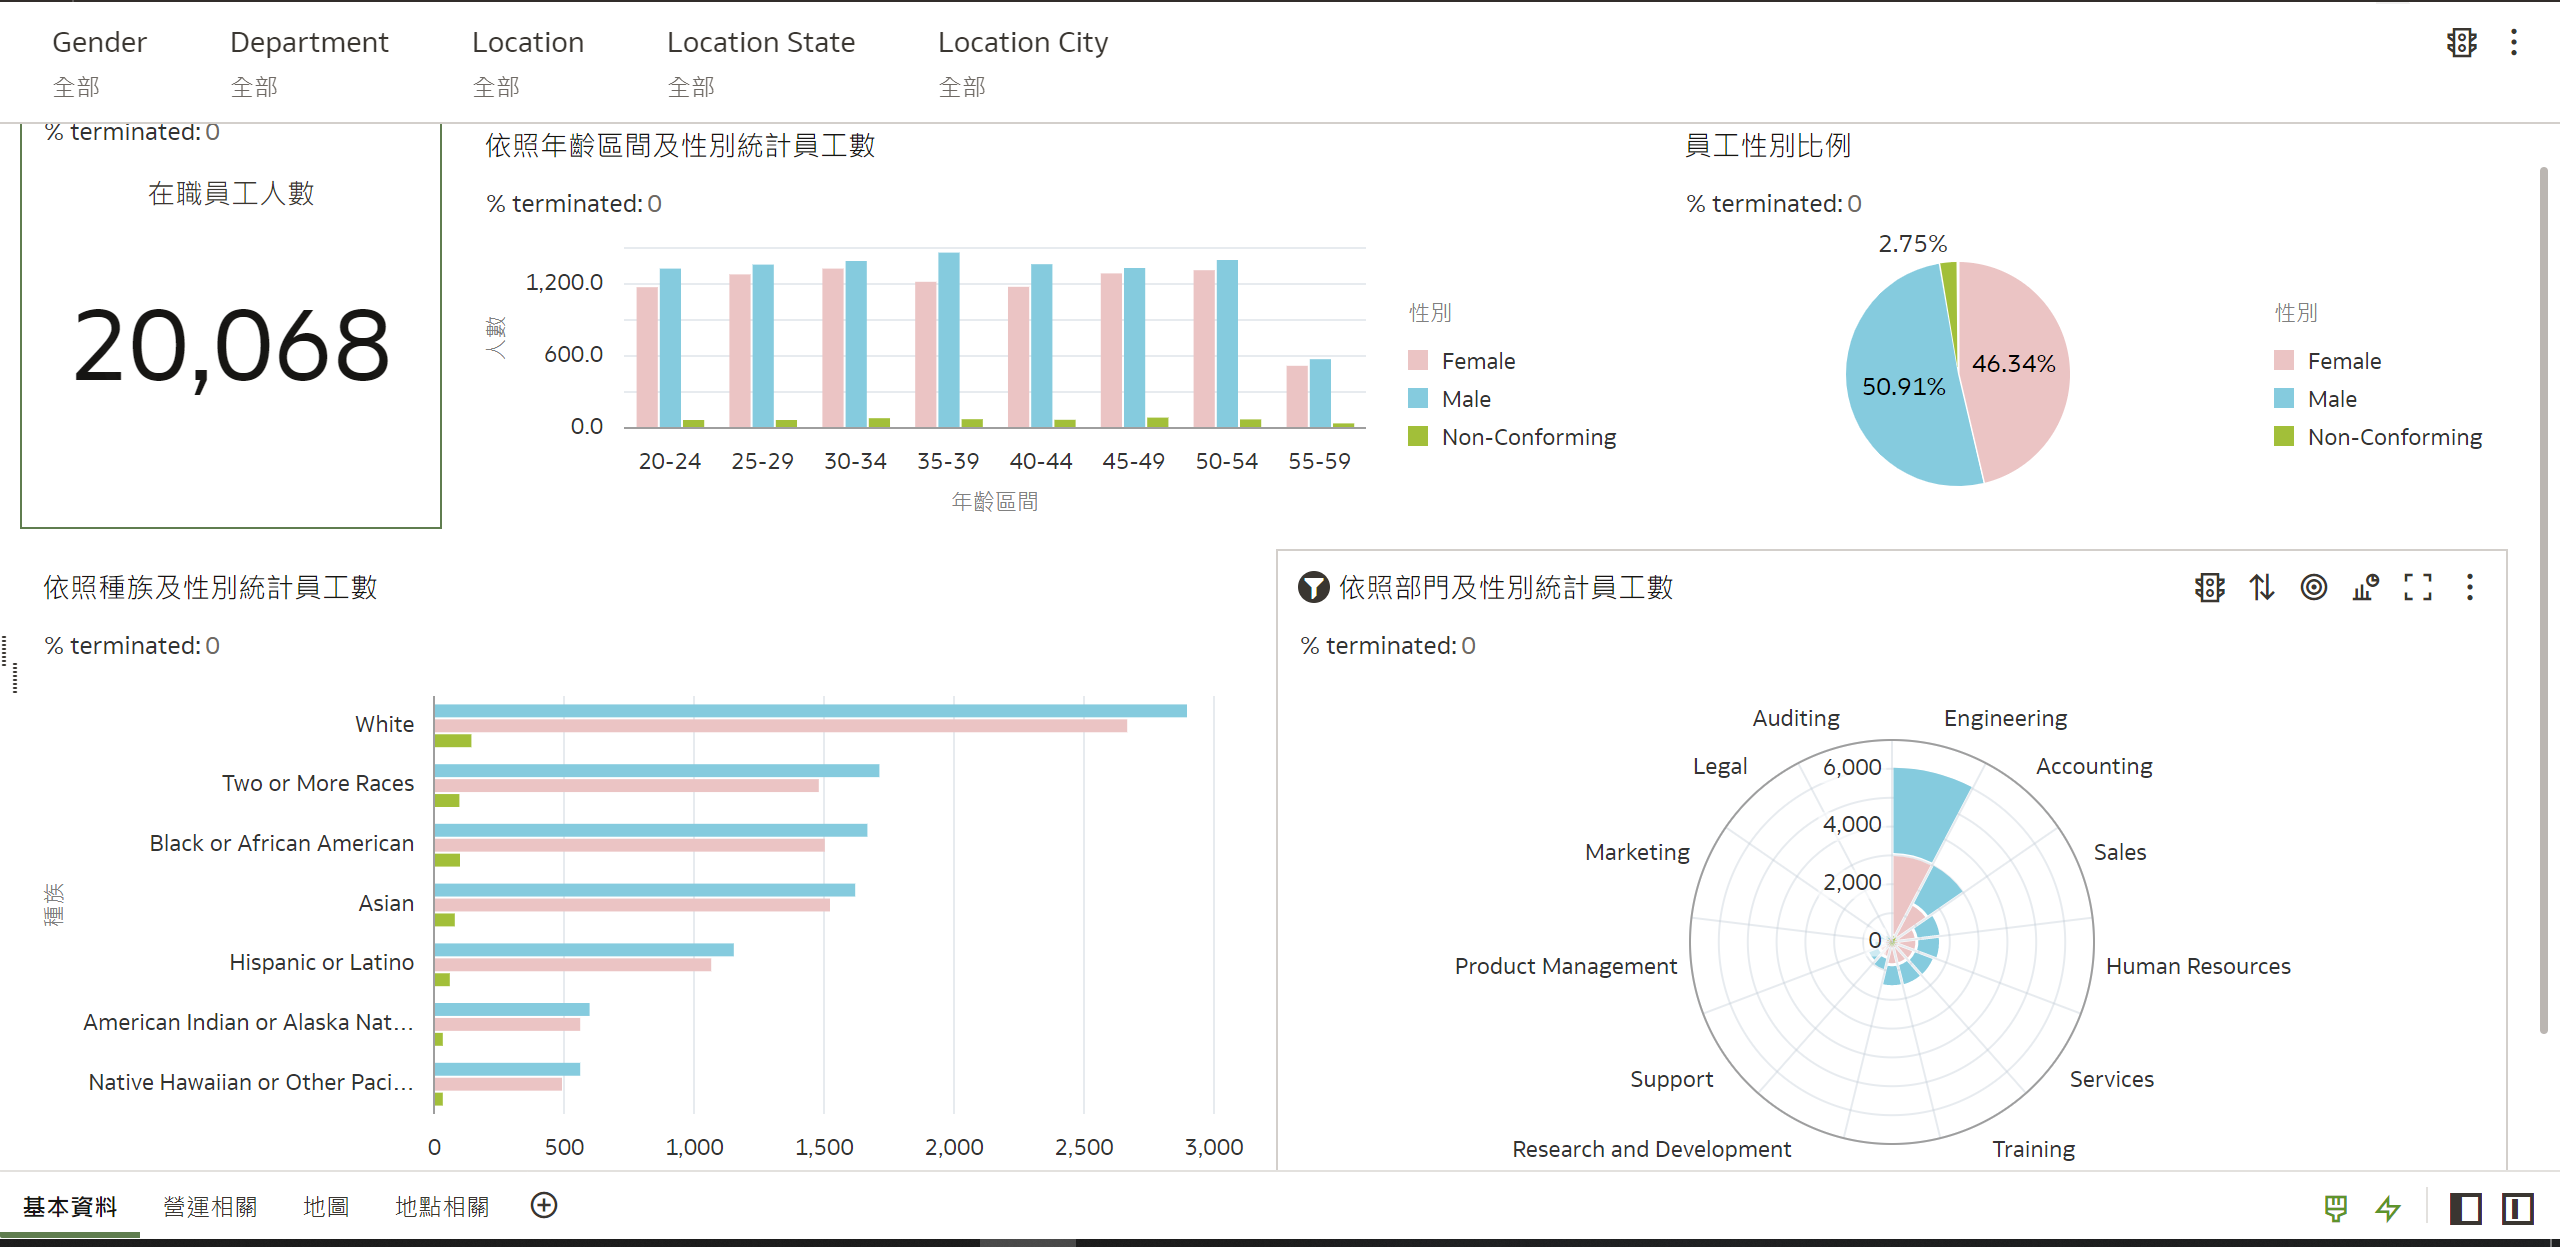 Gender
全部
Department
全部
Location
全部
Location State
全部
Location City
全部
% terminated: 0
在職員工人數
20,068
依照年齡區間及性別統計員工數
% terminated: 0
人數
1,200.0
600.0
0.0
20-24 25-29 30-34 35-39 40-44 45-49 50-54 55-59
年齡區間
性別
Female
Male
Non-Conforming
員工性別比例
% terminated: 0
2.75%
50.91%
46.34%
性別
Female
Male
Non-Conforming
依照種族及性別統計員工數
% terminated: 0
種族
White
Two or More Races
Black or African American
Asian
Hispanic or Latino
American Indian or Alaska Nat...
Native Hawaiian or Other Paci...
0 500 1,000 1,500 2,000 2,500 3,000
依照部門及性別統計員工數
% terminated: 0
Auditing
Engineering
Legal
Accounting
Marketing
Sales
Product Management
Human Resources
Support
Services
Research and Development
Training
6,000
4,000
2,000
0
基本資料 營運相關 地圖 地點相關